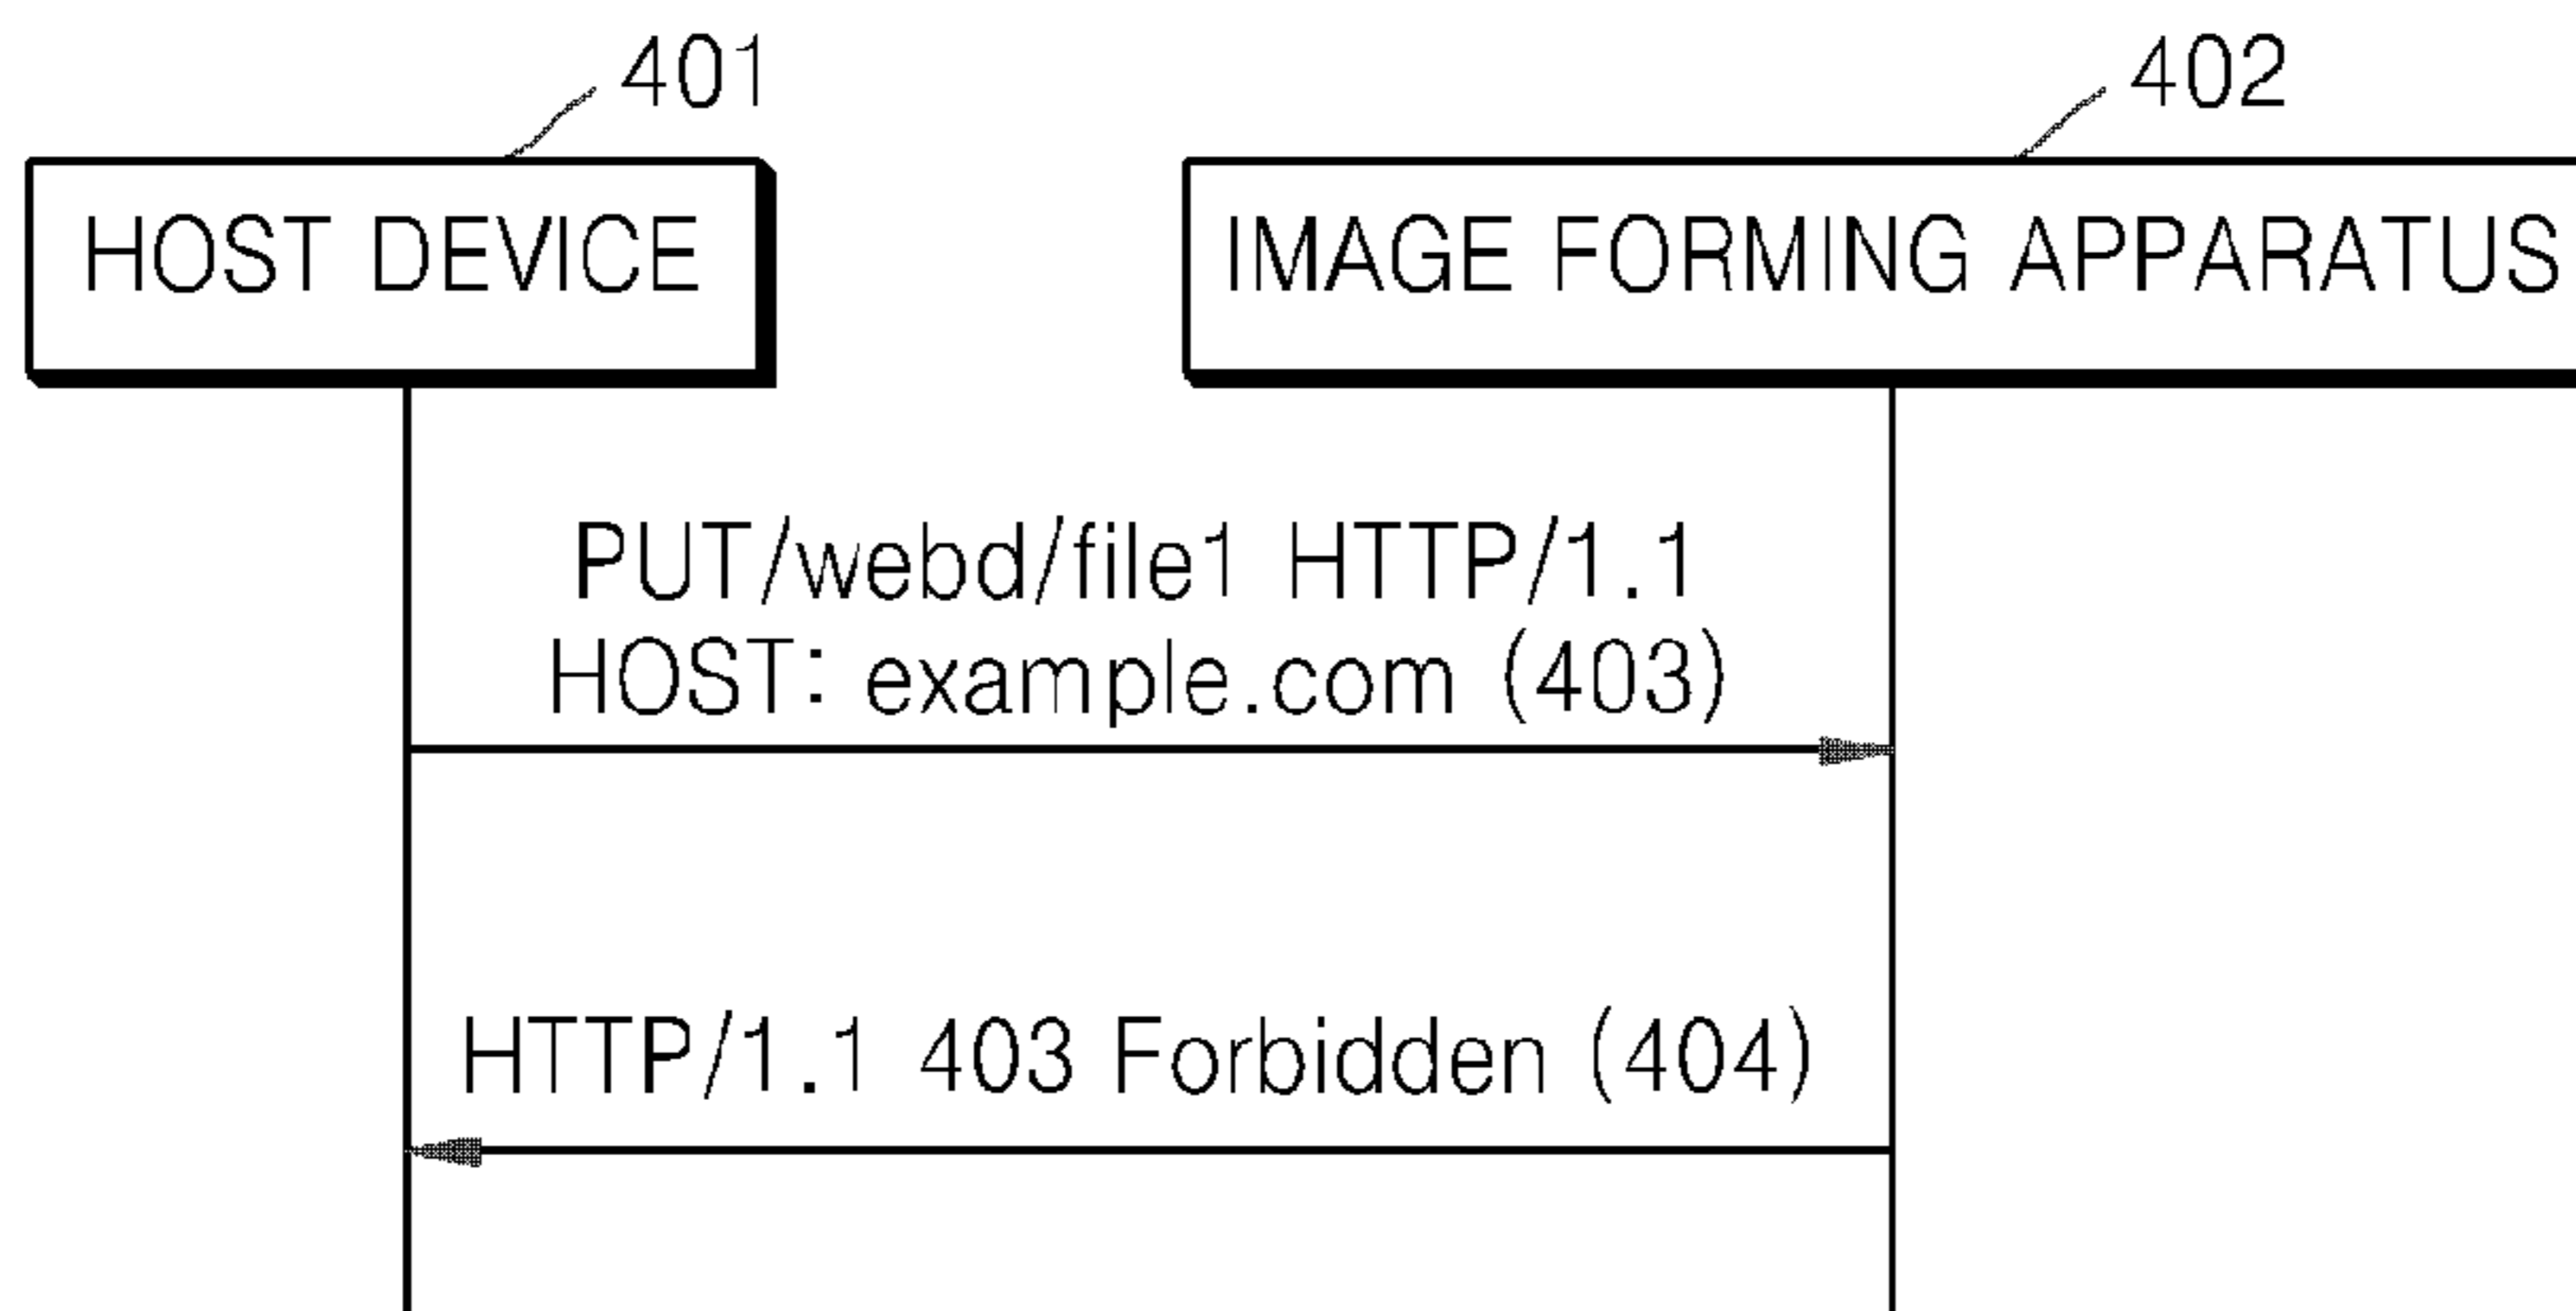 401
402
HOST DEVICE
IMAGE FORMING APPARATUS
PUT/webd/file1 HTTP/1.1
HOST: example.com (403)
HTTP/1.1 403 Forbidden (404)